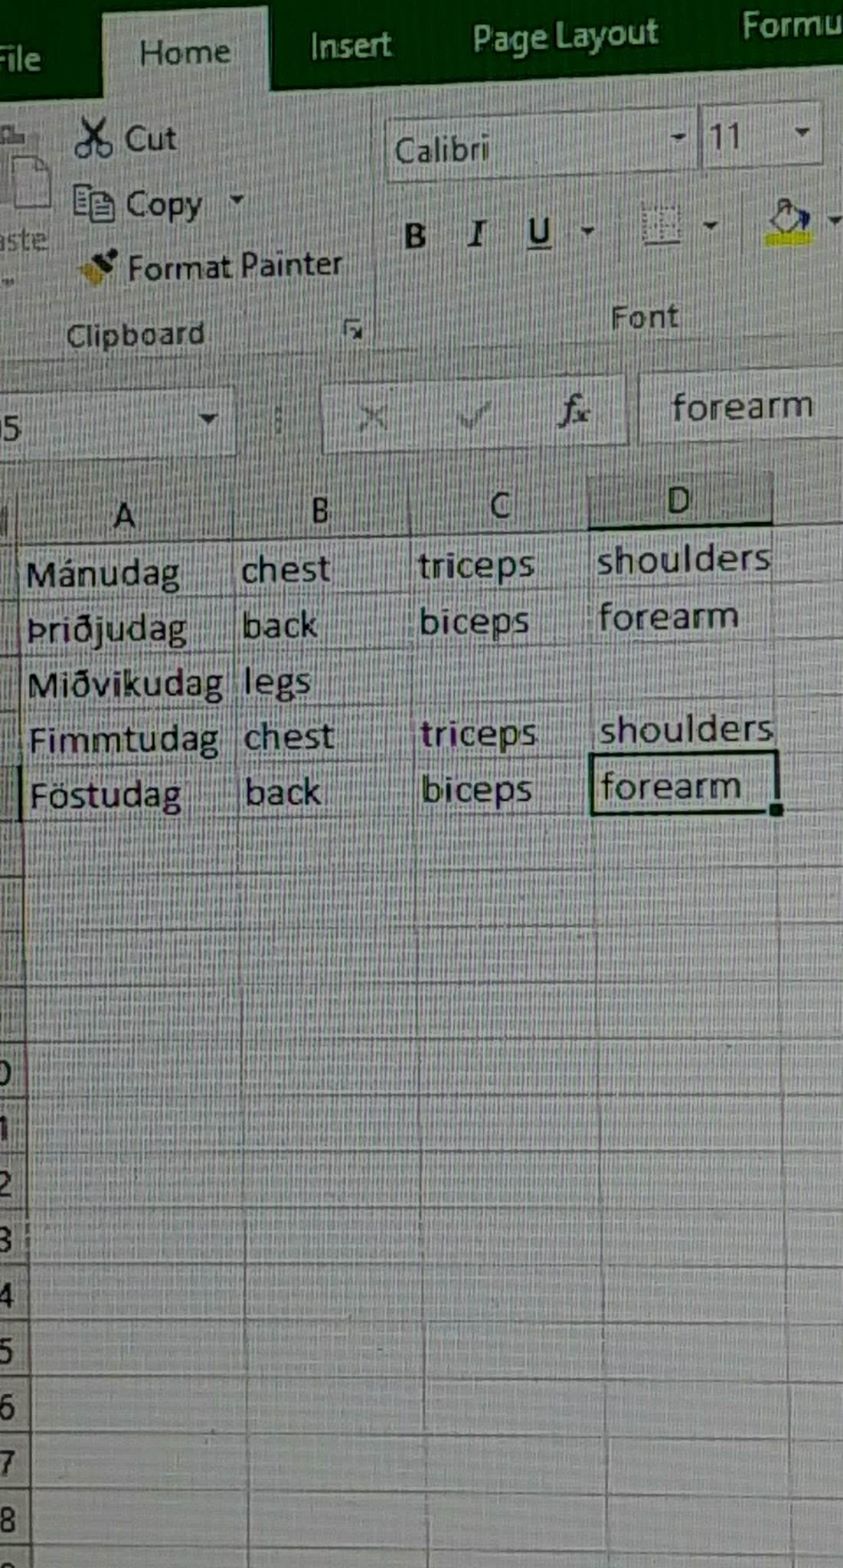 File Home Insert Page Layout Formu
Cut
Calibri 11
Copy
aste B I U
Format Painter
Clipboard Font
05 fx forearm
A B C D
Mánudag chest triceps shoulders
Þriðjudag back biceps forearm
Miðvikudag legs
Fimmtudag chest triceps shoulders
Föstudag back biceps forearm
0
1
2
3
4
5
6
7
8